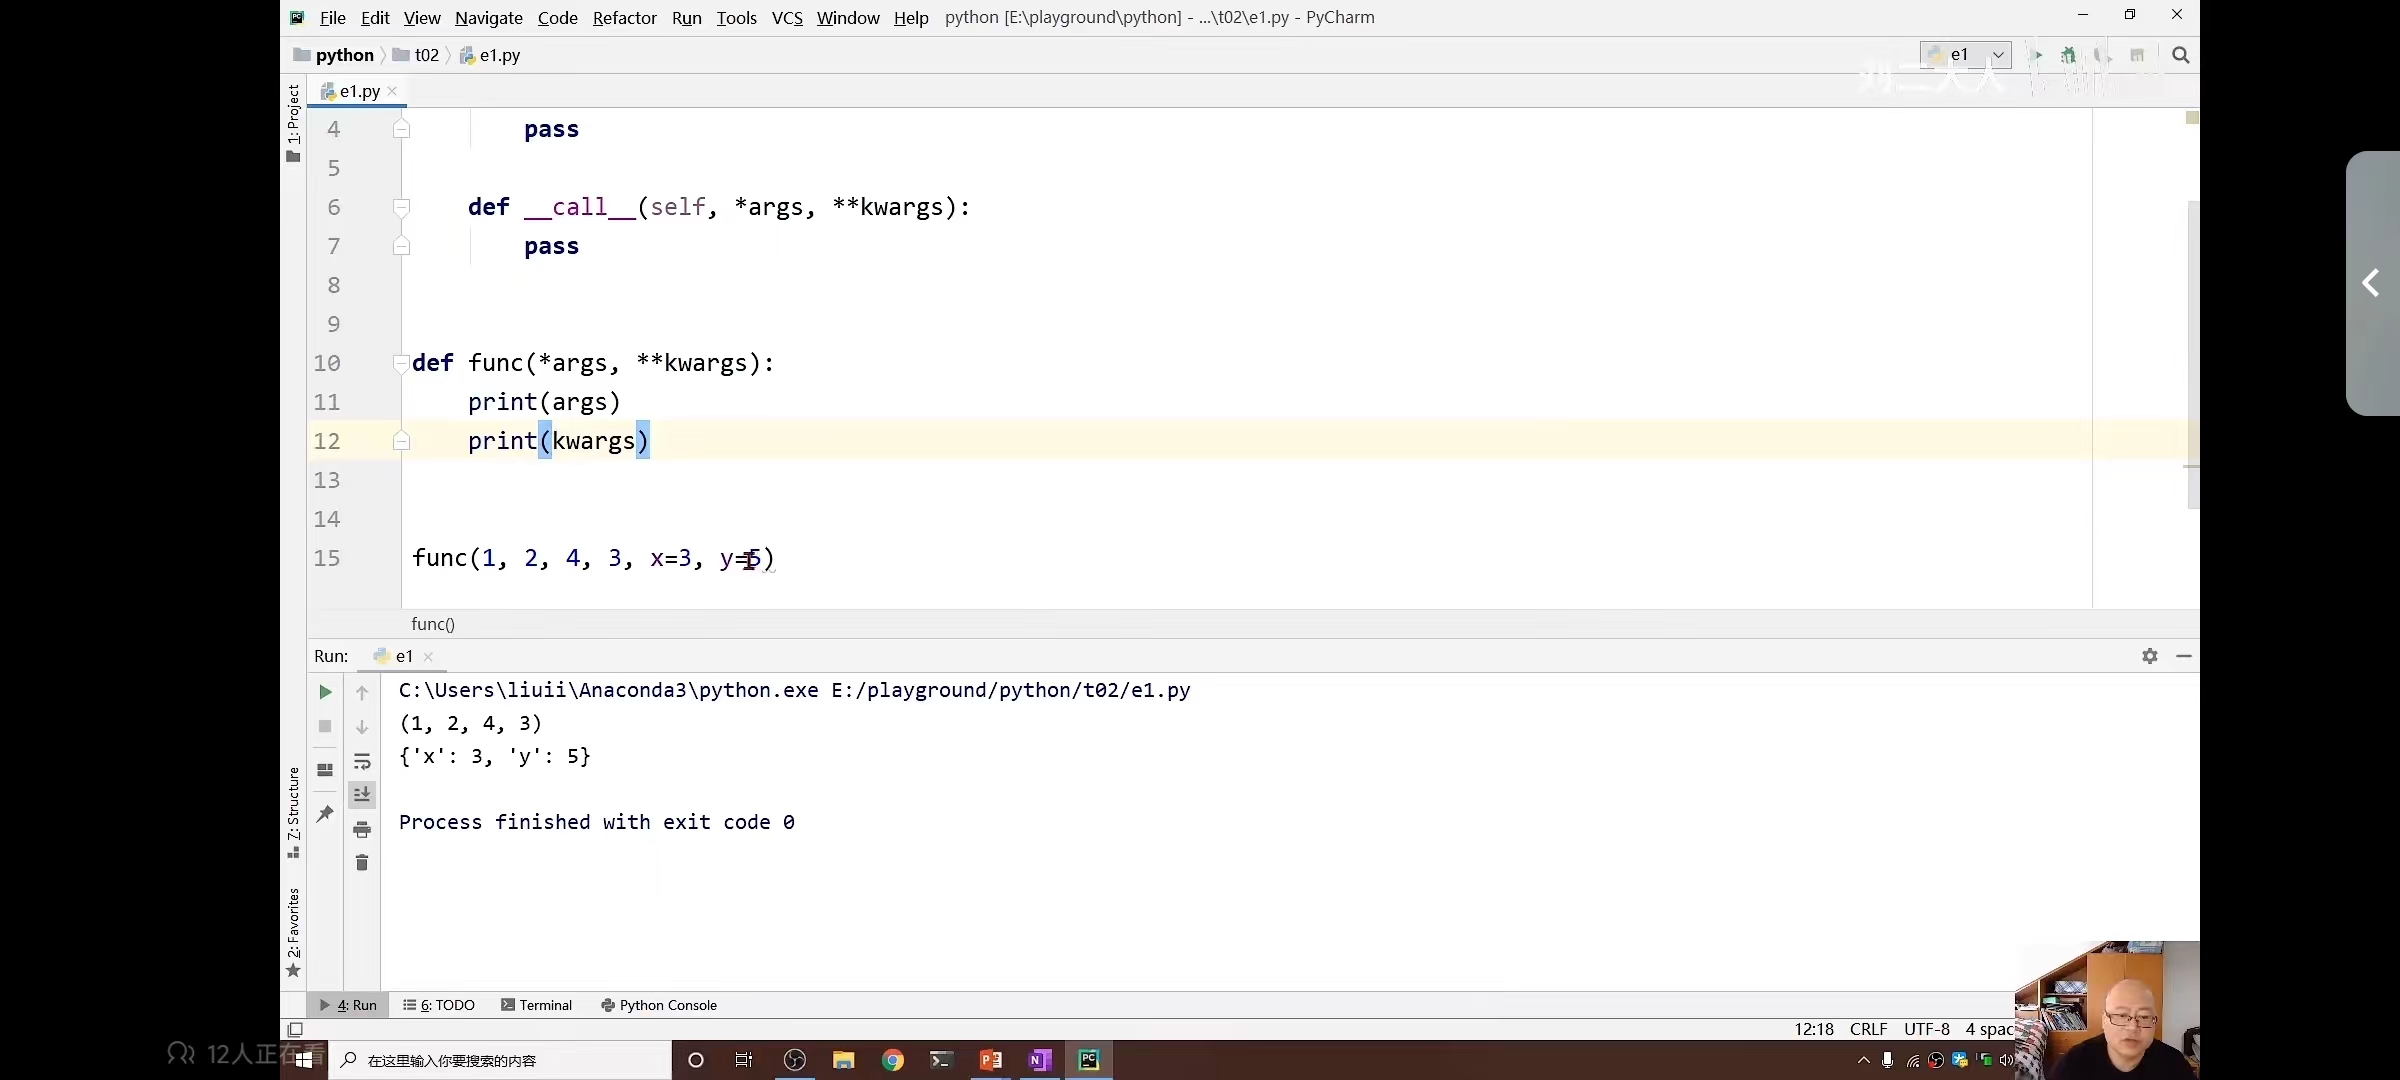 File Edit View Navigate Code Refactor Run Tools VCS Window Help python [E:\playground\python] - ...\t02\e1.py - PyCharm
python t02 e1.py
e1
刘二大人
1: Project
e1.py
4 pass
5
6 def __call__(self, *args, **kwargs):
7 pass
8
9
10 def func(*args, **kwargs):
11 print(args)
12 print(kwargs)
13
14
15 func(1, 2, 4, 3, x=3, y=5)
func()
Run: e1
C:\Users\liuii\Anaconda3\python.exe E:/playground/python/t02/e1.py
(1, 2, 4, 3)
{'x': 3, 'y': 5}
Process finished with exit code 0
7: Structure
2: Favorites
4: Run 6: TODO Terminal Python Console
12:18 CRLF UTF-8 4 spac
12人正在看
在这里输入你要搜索的内容